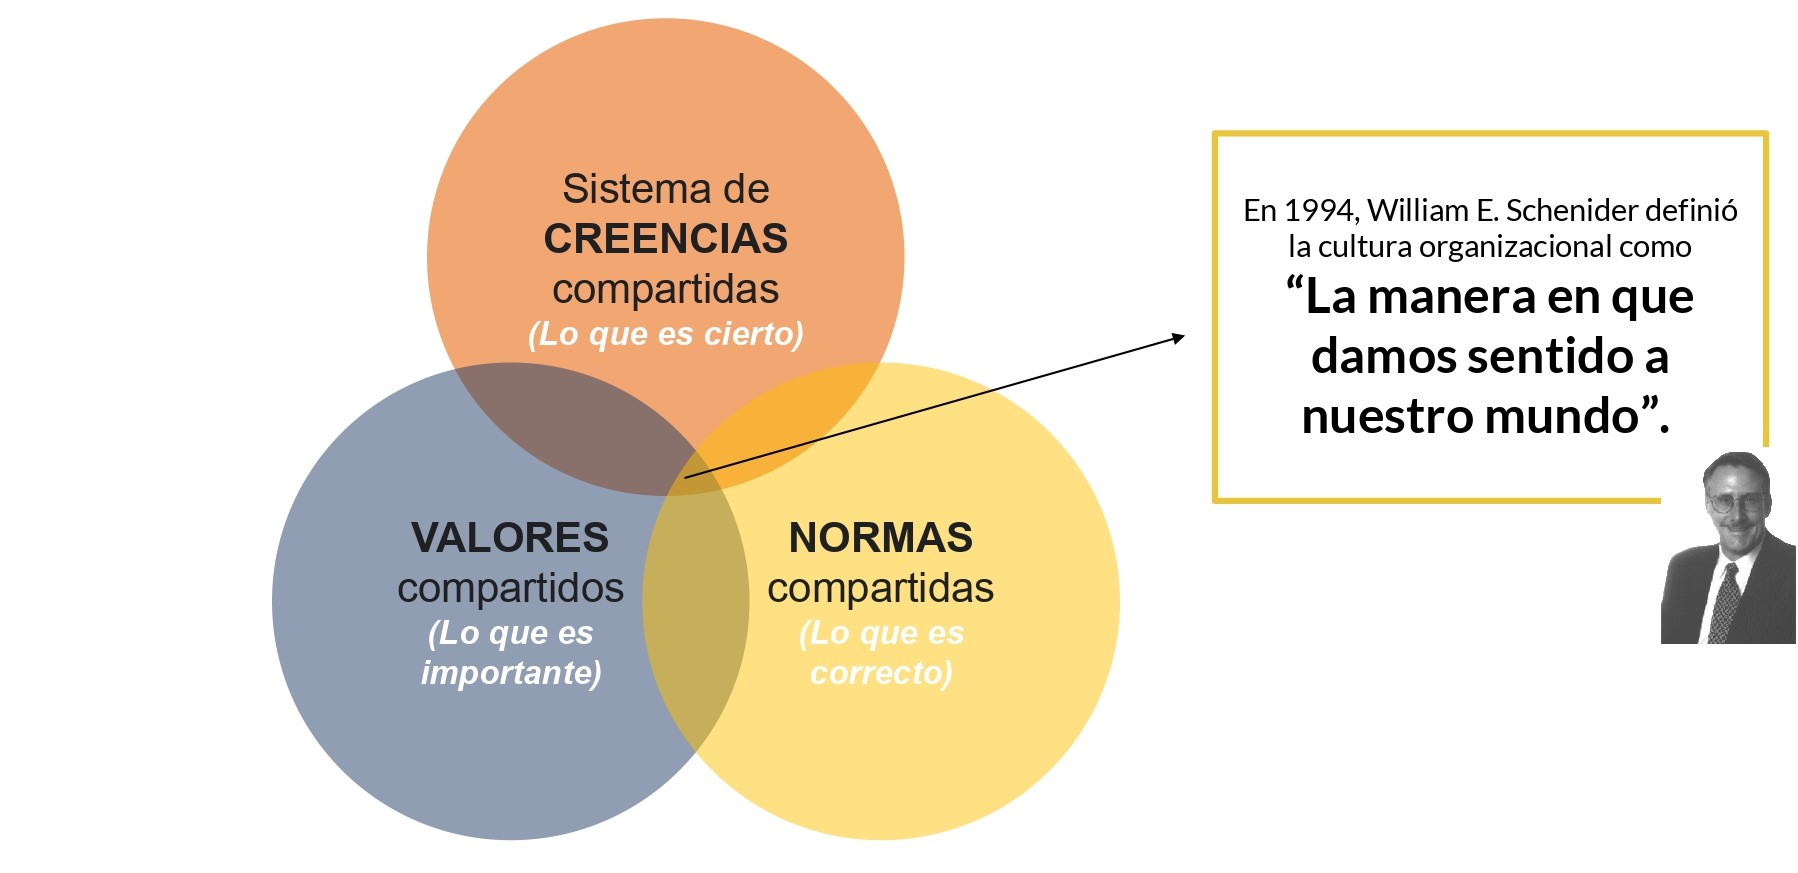 Sistema de
CREENCIAS
compartidas
(Lo que es cierto)
VALORES
compartidos
(Lo que es
importante)
NORMAS
compartidas
(Lo que es
correcto)
En 1994, William E. Schenider definió
la cultura organizacional como
“La manera en que
damos sentido a
nuestro mundo”.